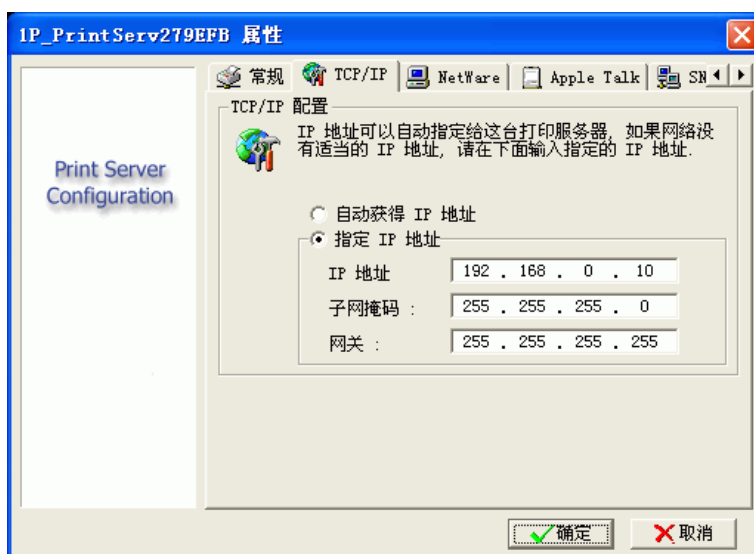 1P_PrintServ279EFB 属性
常规
TCP/IP
NetWare
Apple Talk
SN
TCP/IP 配置
IP 地址可以自动指定给这台打印服务器, 如果网络没
有适当的 IP 地址, 请在下面输入指定的 IP 地址.
Print Server
Configuration
自动获得 IP 地址
指定 IP 地址
IP 地址 192 . 168 . 0 . 10
子网掩码 : 255 . 255 . 255 . 0
网关 : 255 . 255 . 255 . 255
确定
取消